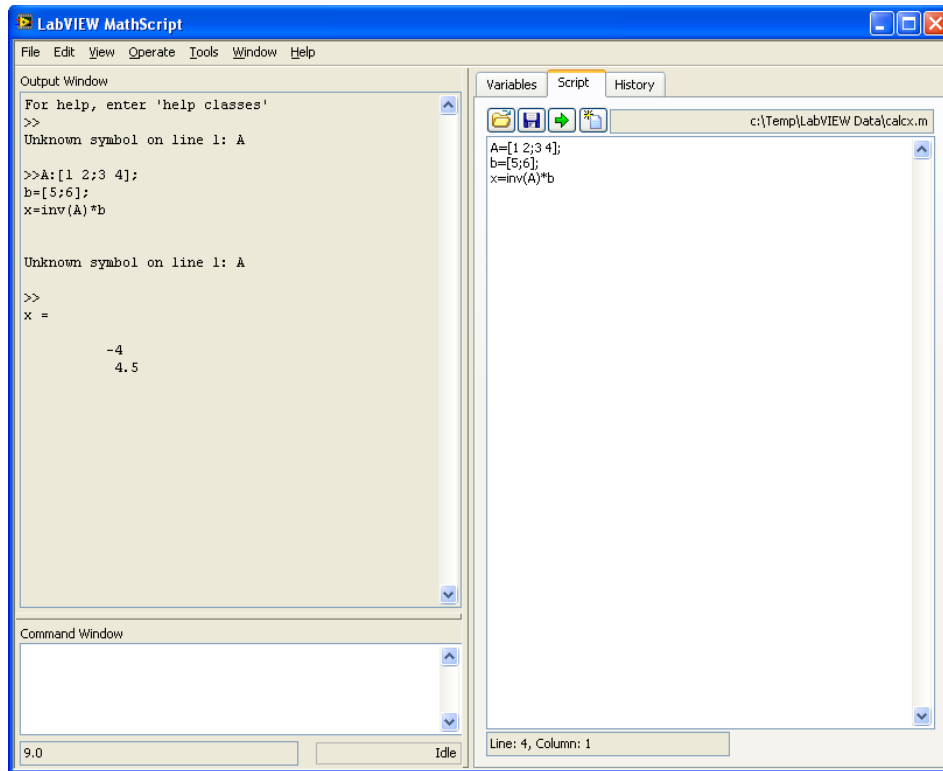 LabVIEW MathScript
File Edit View Operate Tools Window Help
Output Window
For help, enter 'help classes'
>>
Unknown symbol on line 1: A
>>A:[1 2;3 4];
b=[5;6];
x=inv(A)*b
Unknown symbol on line 1: A
>>
x =
-4
4.5
Command Window
9.0
Idle
Variables Script History
c:\Temp\LabVIEW Data\calcx.m
A=[1 2;3 4];
b=[5;6];
x=inv(A)*b
Line: 4, Column: 1